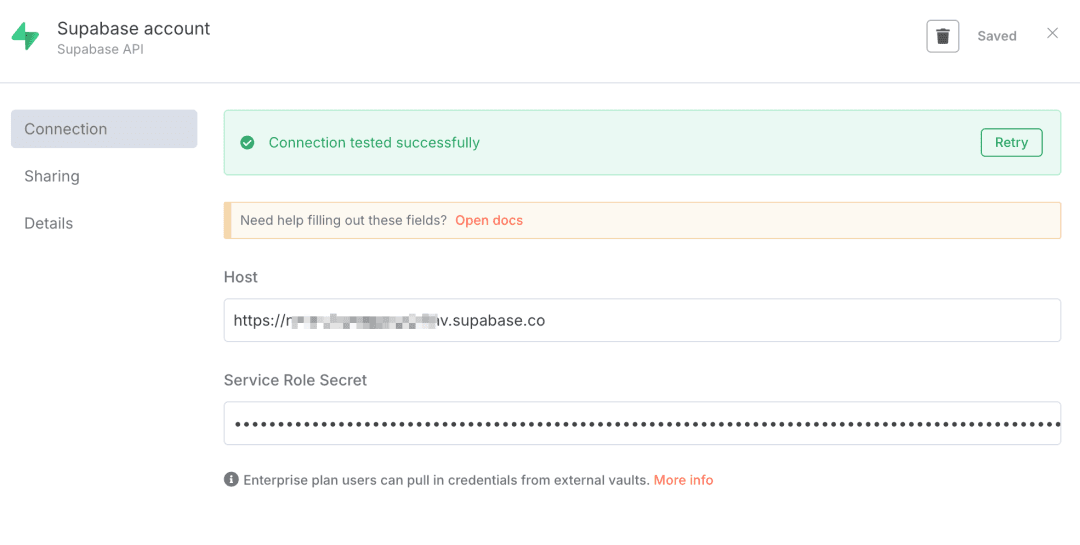 Supabase account
Supabase API
Saved
Connection
Sharing
Details
Connection tested successfully
Retry
Need help filling out these fields? Open docs
Host
https://r v.supabase.co
Service Role Secret
••••••••••••••••••••••••••••••••••••••••••••••••••••••••••••••••••••••••••••••••
Enterprise plan users can pull in credentials from external vaults. More info